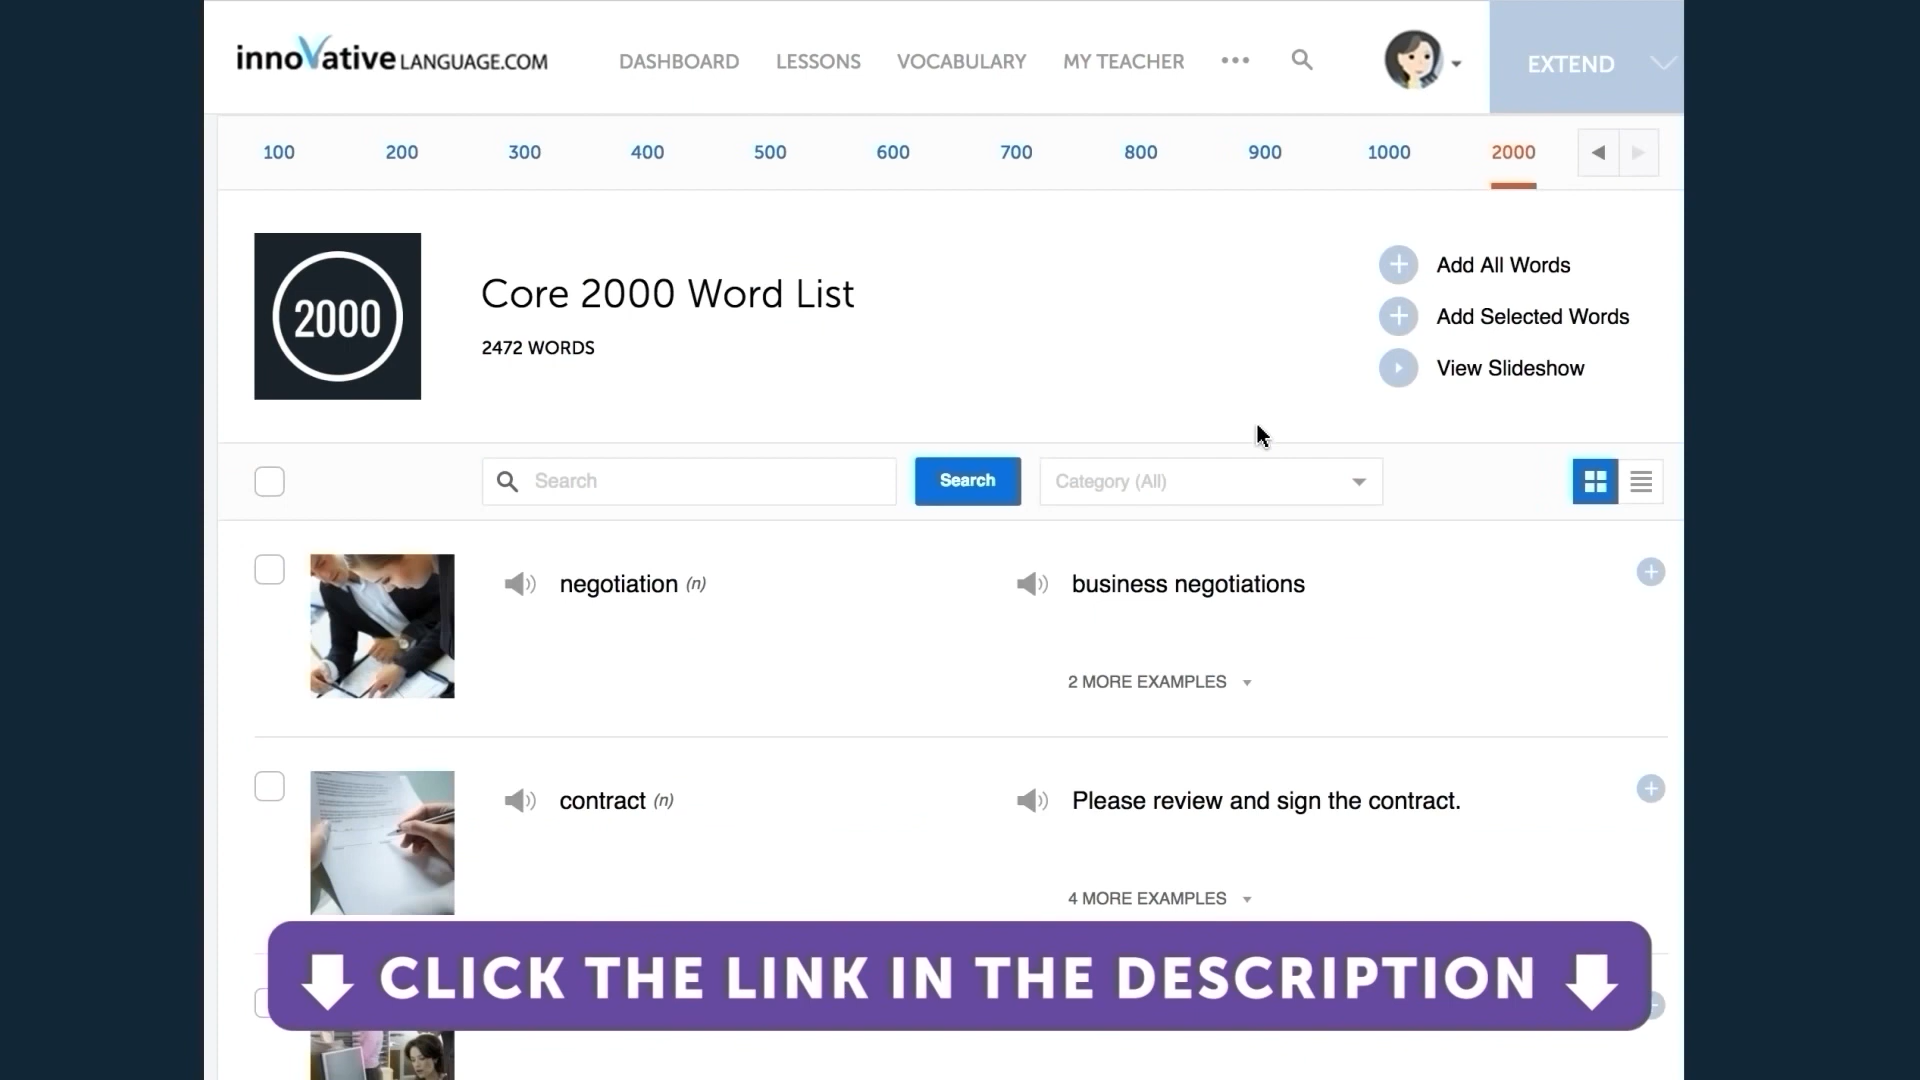 innoVative LANGUAGE.COM DASHBOARD LESSONS VOCABULARY MY TEACHER EXTEND
100 200 300 400 500 600 700 800 900 1000 2000
2000
Core 2000 Word List
2472 WORDS
Add All Words
Add Selected Words
View Slideshow
Search Search Category (All)
negotiation (n) business negotiations
2 MORE EXAMPLES
contract (n) Please review and sign the contract.
4 MORE EXAMPLES
CLICK THE LINK IN THE DESCRIPTION